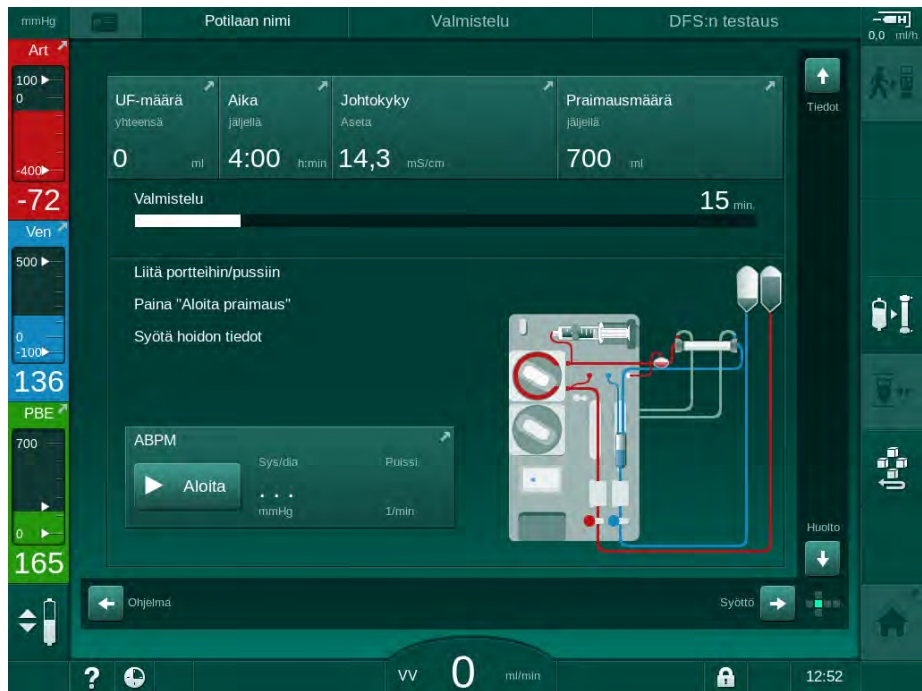 mmHg
Potilaan nimi
Valmistelu
DFS:n testaus
0,0 ml/h
Art
100
0
-400
-72
Ven
500
0
-100
136
PBE
700
0
165
UF-määrä
yhteensä
0 ml
Aika
jäljellä
4:00 h:min
Johtokyky
Aseta
14,3 mS/cm
Praimausmäärä
jäljellä
700 ml
Tiedot
Valmistelu
15 min.
Liitä portteihin/pussiin
Paina "Aloita praimaus"
Syötä hoidon tiedot
ABPM
Aloita
Sys/dia
. . .
mmHg
Pulssi
1/min
Huolto
Ohjelma
Syöttö
?
VV 0 ml/min
12:52